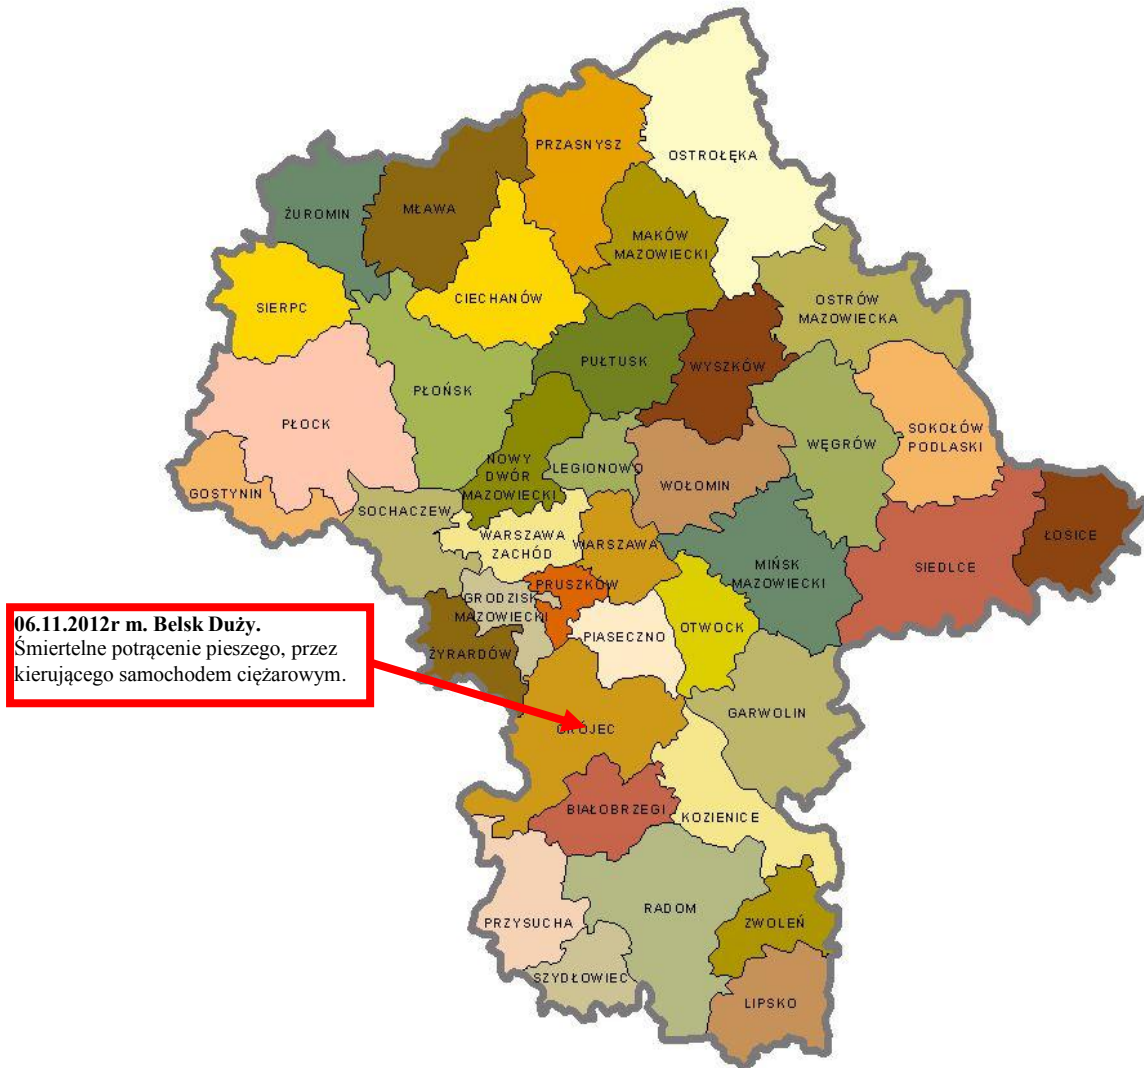 PRZASNYSZ
OSTROŁĘKA
ŻUROMIN
MŁAWA
MAKÓW
MAZOWIECKI
SIERPC
CIECHANÓW
OSTRÓW
MAZOWIECKA
PUŁTUSK
WYSZKÓW
PŁOŃSK
PŁOCK
SOKOŁÓW
PODLASKI
WĘGRÓW
NOWY
DWÓR
MAZOWIECKI
LEGIONOWO
WOŁOMIN
GOSTYNIN
SOCHACZEW
WARSZAWA
ZACHÓD
WARSZAWA
ŁOSICE
SIEDLCE
MIŃSK
MAZOWIECKI
PRUSZKÓW
GRODZISK
MAZOWIECKI
PIASECZNO
OTWOCK
06.11.2012r m. Belsk Duży.
Śmiertelne potrącenie pieszego, przez
kierującego samochodem ciężarowym.
ŻYRARDÓW
GARWOLIN
GRÓJEC
BIAŁOBRZEGI
KOZIENICE
RADOM
PRZYSUCHA
ZWOLEŃ
SZYDŁOWIEC
LIPSKO